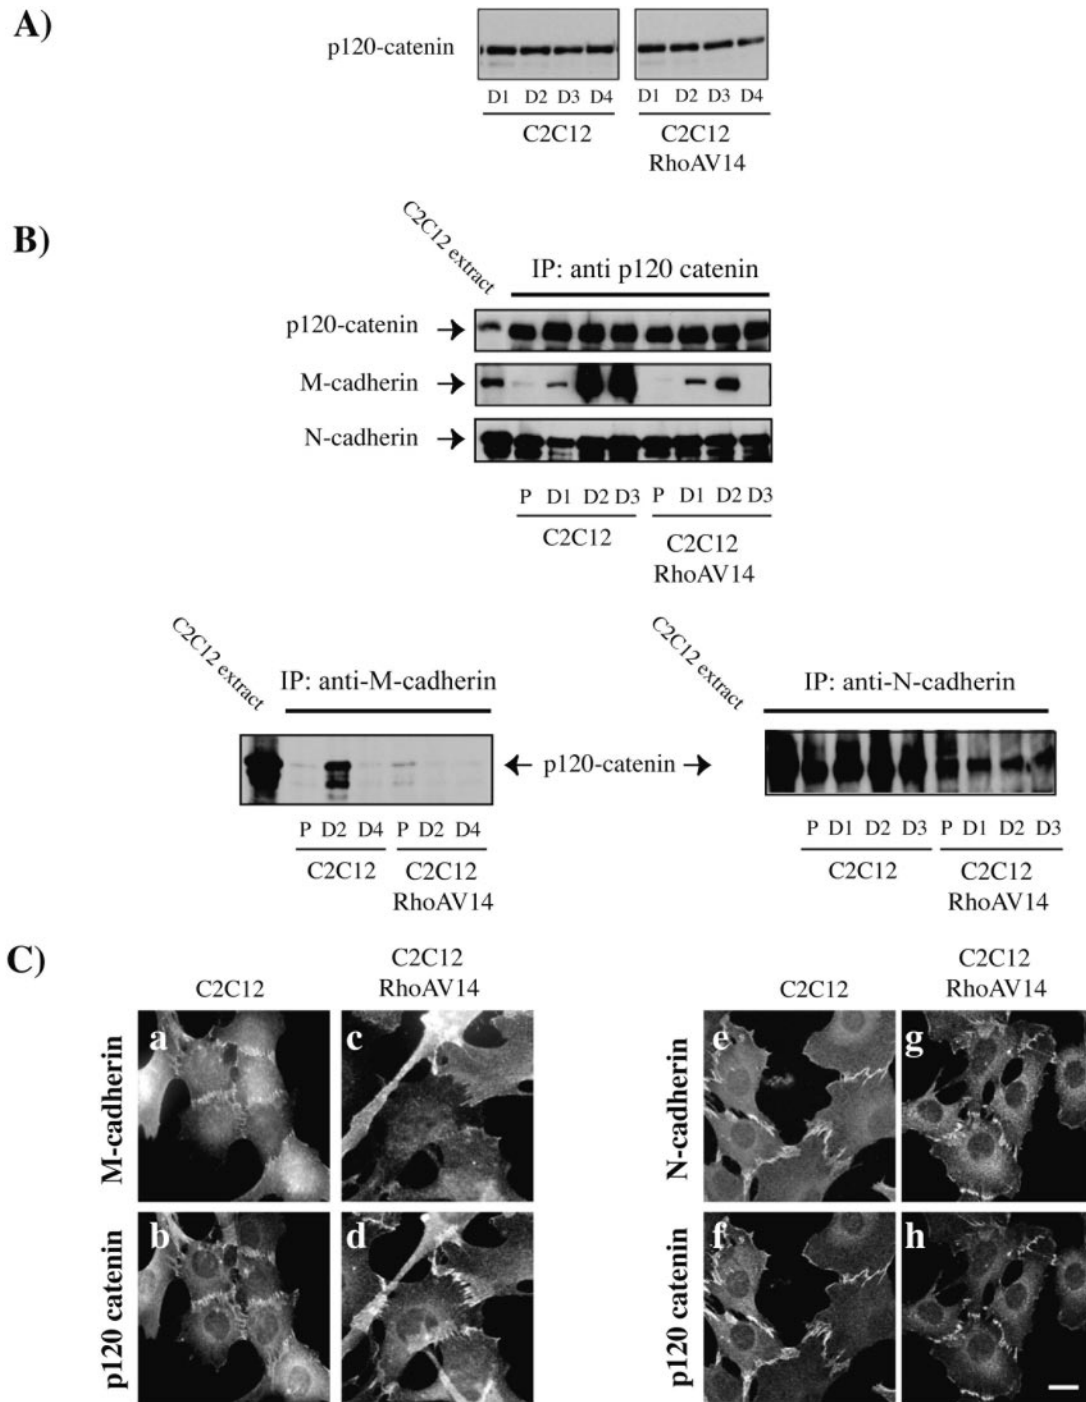 A)
p120-catenin
D1 D2 D3 D4 D1 D2 D3 D4
C2C12 C2C12
RhoAV14
B)
C2C12 extract
IP: anti p120 catenin
p120-catenin
M-cadherin
N-cadherin
P D1 D2 D3 P D1 D2 D3
C2C12 C2C12
RhoAV14
C2C12 extract C2C12 extract
IP: anti-M-cadherin IP: anti-N-cadherin
p120-catenin
P D2 D4 P D2 D4 P D1 D2 D3 P D1 D2 D3
C2C12 C2C12 C2C12 C2C12
RhoAV14 RhoAV14
C)
C2C12 C2C12
C2C12 RhoAV14 C2C12 RhoAV14
M-cadherin a c N-cadherin e g
p120 catenin b d p120 catenin f h